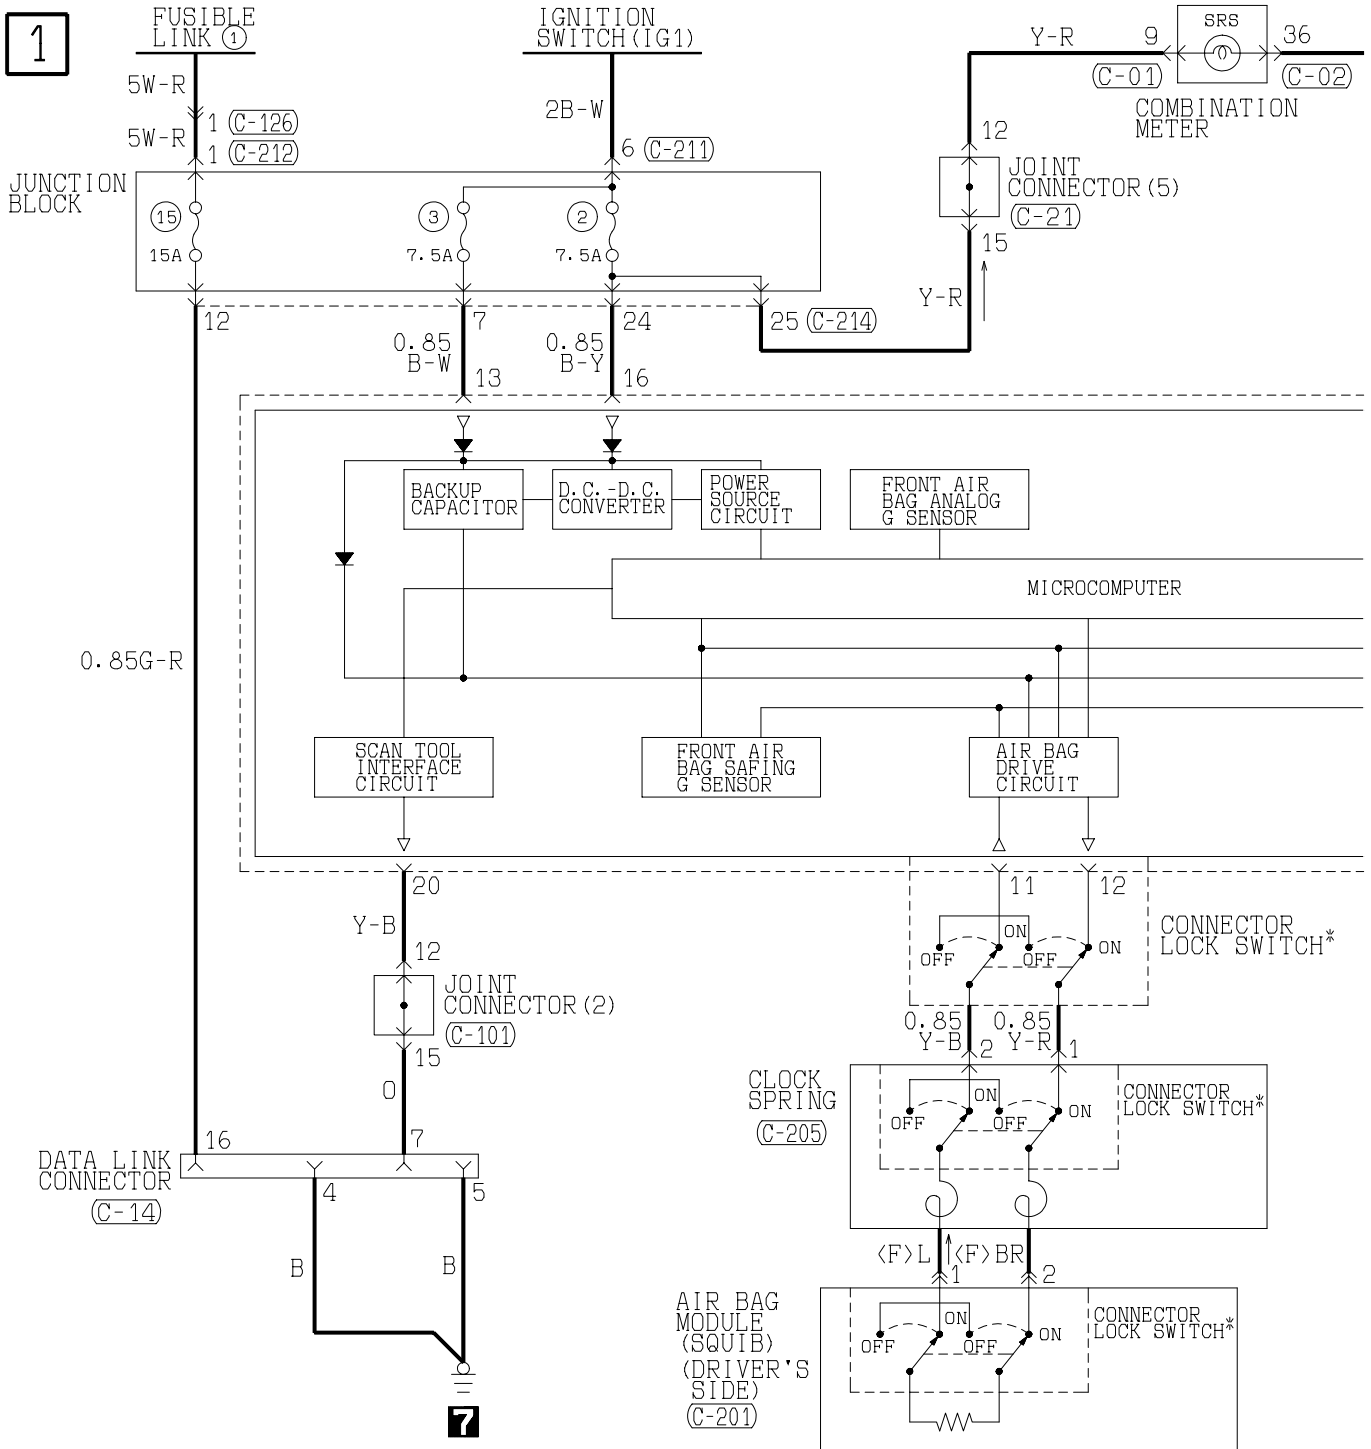 1
FUSIBLE
LINK 1
IGNITION
SWITCH(IG1)
SRS
Y-R
9
36
(C-01)
(C-02)
COMBINATION
METER
5W-R
1 (C-126)
5W-R
1 (C-212)
2B-W
6 (C-211)
12
JOINT
CONNECTOR(5)
(C-21)
15
Y-R
JUNCTION
BLOCK
15
15A
3
7.5A
2
7.5A
12
7
24
25 (C-214)
0.85
B-W
0.85
B-Y
13
16
BACKUP
CAPACITOR
D.C.-D.C.
CONVERTER
POWER
SOURCE
CIRCUIT
FRONT AIR
BAG ANALOG
G SENSOR
MICROCOMPUTER
0.85G-R
SCAN TOOL
INTERFACE
CIRCUIT
FRONT AIR
BAG SAFING
G SENSOR
AIR BAG
DRIVE
CIRCUIT
20
11
12
Y-B
12
JOINT
CONNECTOR(2)
(C-101)
15
O
ON
OFF
OFF
ON
CONNECTOR
LOCK SWITCH*
0.85
Y-B
2
0.85
Y-R
1
CLOCK
SPRING
(C-205)
ON
OFF
OFF
ON
CONNECTOR
LOCK SWITCH*
16
7
DATA LINK
CONNECTOR
(C-14)
4
5
B
B
7
<F>L
1
<F>BR
2
AIR BAG
MODULE
(SQUIB)
(DRIVER'S
SIDE)
(C-201)
ON
OFF
OFF
ON
CONNECTOR
LOCK SWITCH*